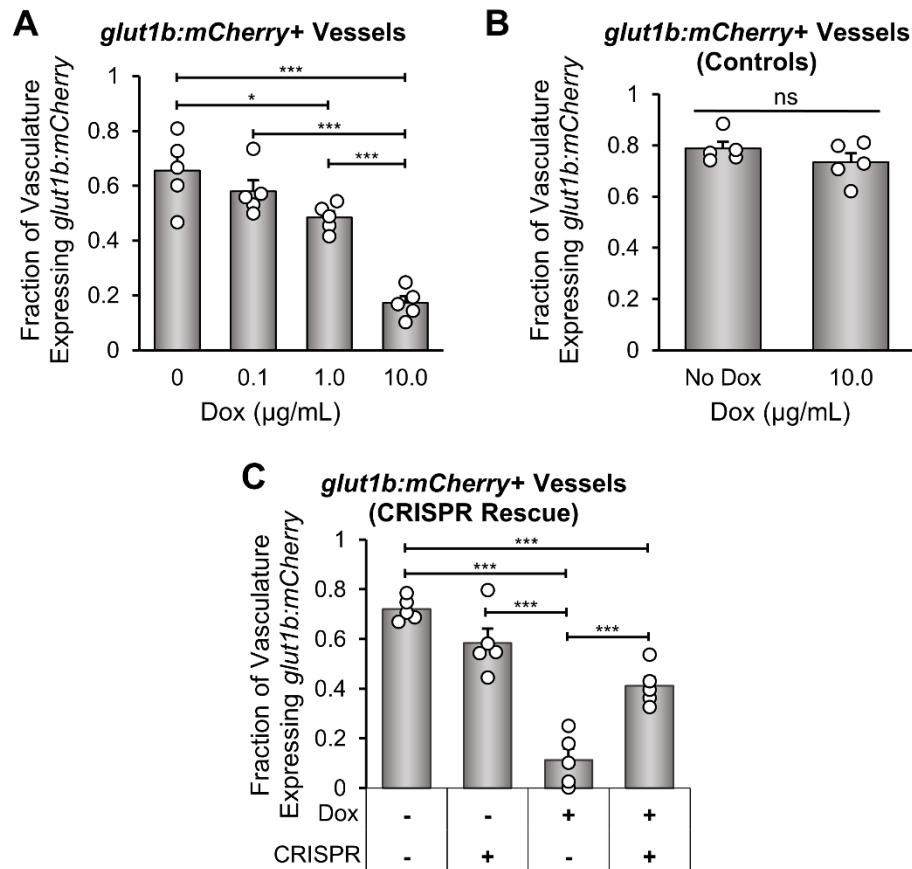 A
glut1b:mCherry+ Vessels
Fraction of Vasculature
Expressing glut1b:mCherry
1
0.8
0.6
0.4
0.2
0
***
*
***
***
0 0.1 1.0 10.0
Dox (µg/mL)
B
glut1b:mCherry+ Vessels
(Controls)
Fraction of Vasculature
Expressing glut1b:mCherry
1
0.8
0.6
0.4
0.2
0
ns
No Dox 10.0
Dox (µg/mL)
C
glut1b:mCherry+ Vessels
(CRISPR Rescue)
Fraction of Vasculature
Expressing glut1b:mCherry
1
0.8
0.6
0.4
0.2
0
***
***
***
***
Dox - - + +
CRISPR - + - +